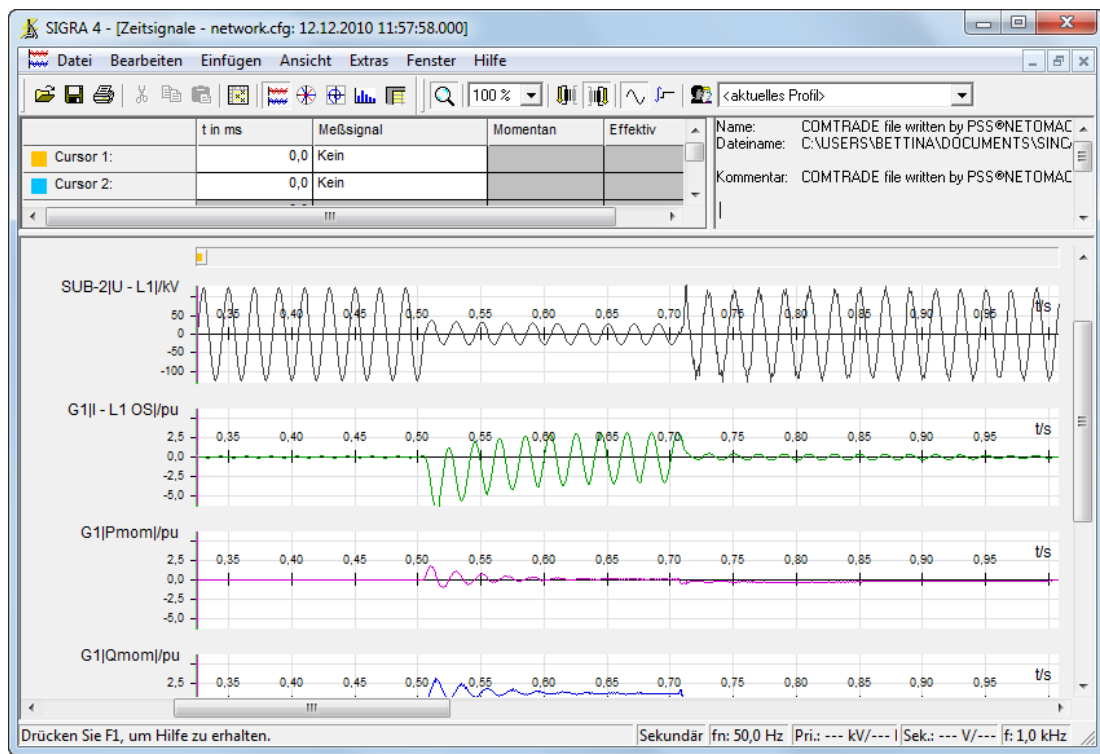 SIGRA 4 - [Zeitsignale - network.cfg: 12.12.2010 11:57:58.000]
Datei Bearbeiten Einfügen Ansicht Extras Fenster Hilfe
100 % <aktuelles Profil>
t in ms Meßsignal Momentan Effektiv
Cursor 1: 0,0 Kein
Cursor 2: 0,0 Kein
Name: COMTRADE file written by PSS®NETOMAC
Dateiname: C:\USERS\BETTINA\DOCUMENTS\SINC
Kommentar: COMTRADE file written by PSS®NETOMAC
SUB-2|U - L1|/kV
50
0
-50
-100
0,35 0,40 0,45 0,50 0,55 0,60 0,65 0,70 0,75 0,80 0,85 0,90 0,95 t/s
G1|I - L1 OS|/pu
2,5
0,0
-2,5
-5,0
0,35 0,40 0,45 0,50 0,55 0,60 0,65 0,70 0,75 0,80 0,85 0,90 0,95 t/s
G1|Pmom|/pu
2,5
0,0
-2,5
-5,0
0,35 0,40 0,45 0,50 0,55 0,60 0,65 0,70 0,75 0,80 0,85 0,90 0,95 t/s
G1|Qmom|/pu
2,5
0,35 0,40 0,45 0,50 0,55 0,60 0,65 0,70 0,75 0,80 0,85 0,90 0,95 t/s
Drücken Sie F1, um Hilfe zu erhalten.
Sekundär fn: 50,0 Hz Pri.: --- kV/--- I Sek.: --- V/--- f: 1,0 kHz